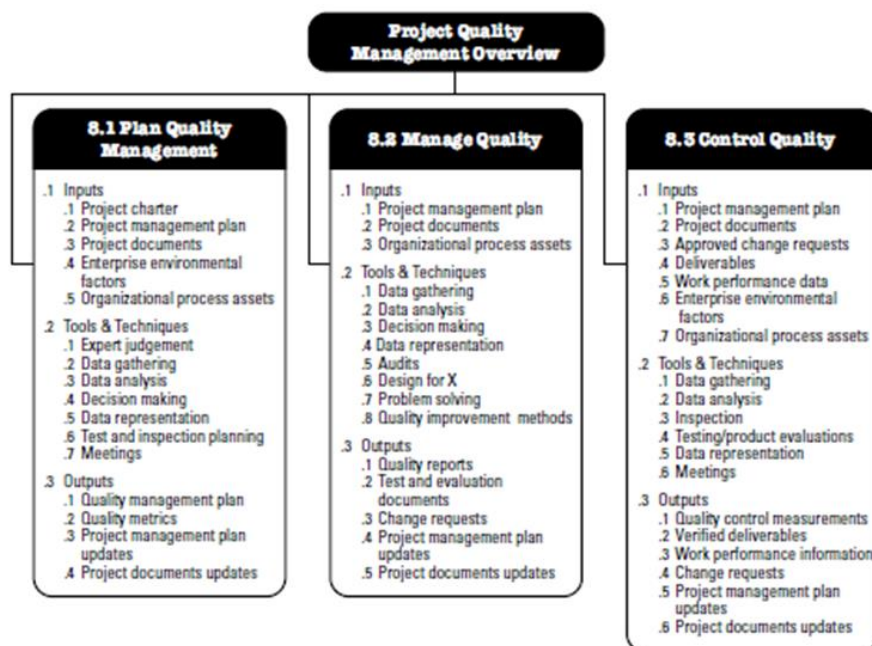 Project Quality
Management Overview
8.1 Plan Quality
Management
.1 Inputs
.1 Project charter
.2 Project management plan
.3 Project documents
.4 Enterprise environmental
factors
.5 Organizational process assets
.2 Tools & Techniques
.1 Expert judgement
.2 Data gathering
.3 Data analysis
.4 Decision making
.5 Data representation
.6 Test and inspection planning
.7 Meetings
.3 Outputs
.1 Quality management plan
.2 Quality metrics
.3 Project management plan
updates
.4 Project documents updates
8.2 Manage Quality
.1 Inputs
.1 Project management plan
.2 Project documents
.3 Organizational process assets
.2 Tools & Techniques
.1 Data gathering
.2 Data analysis
.3 Decision making
.4 Data representation
.5 Audits
.6 Design for X
.7 Problem solving
.8 Quality improvement methods
.3 Outputs
.1 Quality reports
.2 Test and evaluation
documents
.3 Change requests
.4 Project management plan
updates
.5 Project documents updates
8.3 Control Quality
.1 Inputs
.1 Project management plan
.2 Project documents
.3 Approved change requests
.4 Deliverables
.5 Work performance data
.6 Enterprise environmental
factors
.7 Organizational process assets
.2 Tools & Techniques
.1 Data gathering
.2 Data analysis
.3 Inspection
.4 Testing/product evaluations
.5 Data representation
.6 Meetings
.3 Outputs
.1 Quality control measurements
.2 Verified deliverables
.3 Work performance information
.4 Change requests
.5 Project management plan
updates
.6 Project documents updates